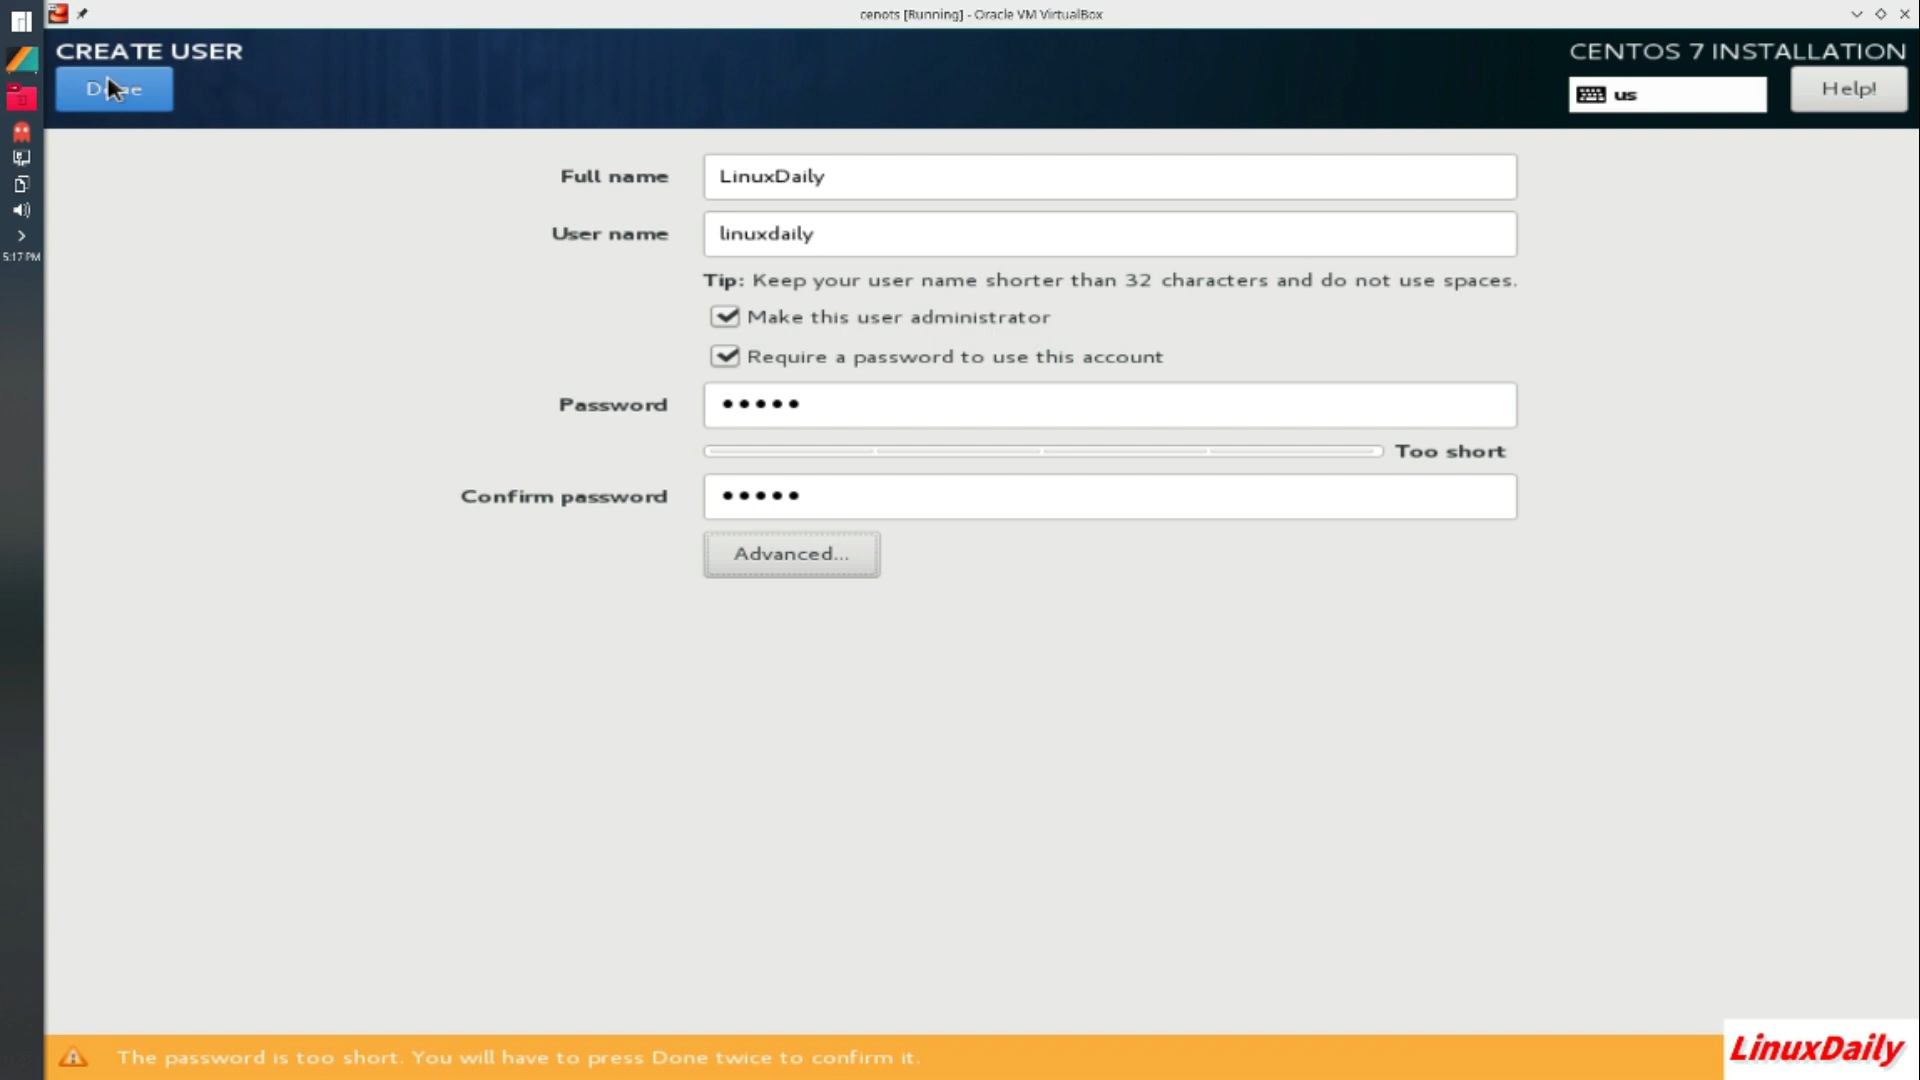 cenots [Running] - Oracle VM VirtualBox
CREATE USER
CENTOS 7 INSTALLATION
Done
us
Help!
Full name
LinuxDaily
User name
linuxdaily
Tip: Keep your user name shorter than 32 characters and do not use spaces.
Make this user administrator
Require a password to use this account
Password
Too short
Confirm password
Advanced...
5:17 PM
The password is too short. You will have to press Done twice to confirm it.
LinuxDaily